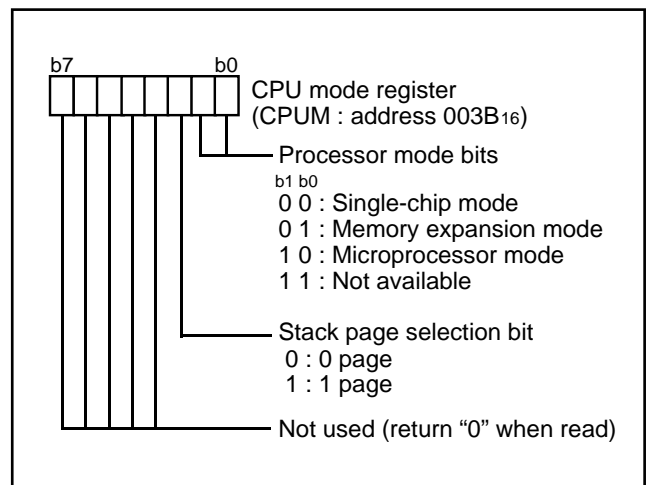 b7 b0
CPU mode register
(CPUM : address 003B16)
Processor mode bits
b1 b0
0 0 : Single-chip mode
0 1 : Memory expansion mode
1 0 : Microprocessor mode
1 1 : Not available
Stack page selection bit
0 : 0 page
1 : 1 page
Not used (return “0” when read)